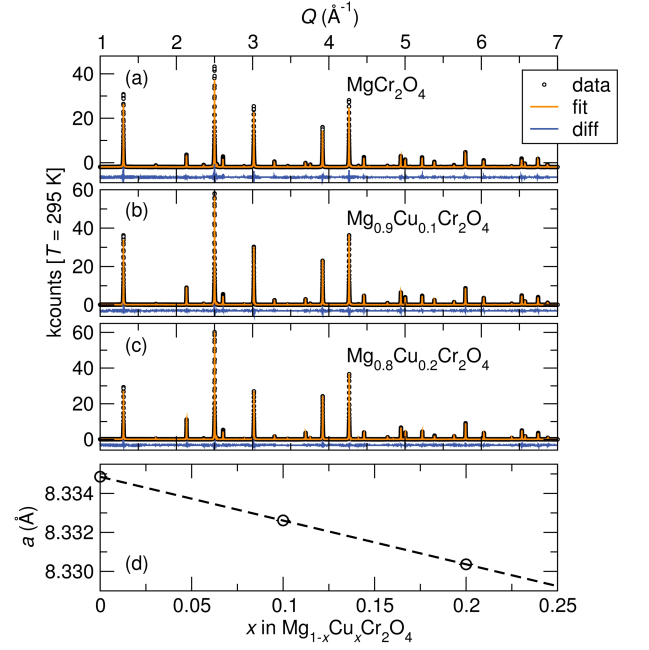 Q (Å⁻¹)
1 2 3 4 5 6 7
(a)
MgCr₂O₄
data
fit
diff
40
20
0
(b)
Mg₀.₉Cu₀.₁Cr₂O₄
60
40
20
0
kcounts [T = 295 K]
(c)
Mg₀.₈Cu₀.₂Cr₂O₄
60
40
20
0
(d)
a (Å)
8.334
8.332
8.330
0 0.05 0.1 0.15 0.2 0.25
x in Mg₁₋ₓCuₓCr₂O₄